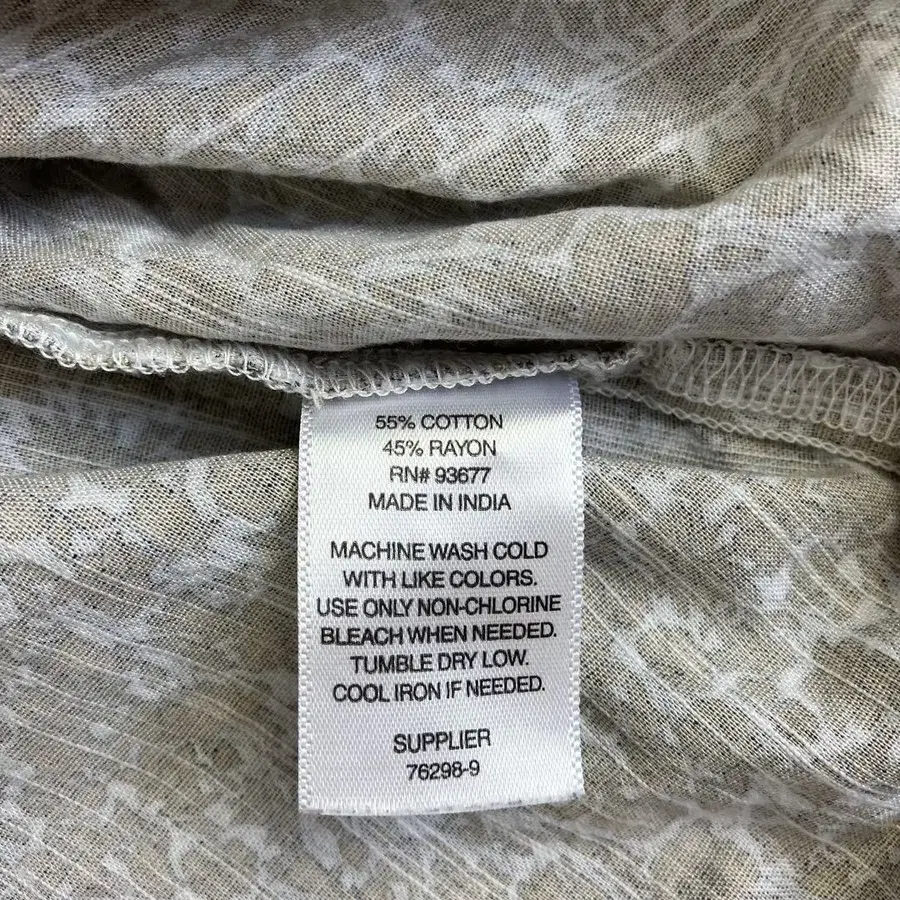 55% COTTON
45% RAYON
RN# 93677
MADE IN INDIA
MACHINE WASH COLD
WITH LIKE COLORS.
USE ONLY NON-CHLORINE
BLEACH WHEN NEEDED.
TUMBLE DRY LOW.
COOL IRON IF NEEDED.
SUPPLIER
76298-9